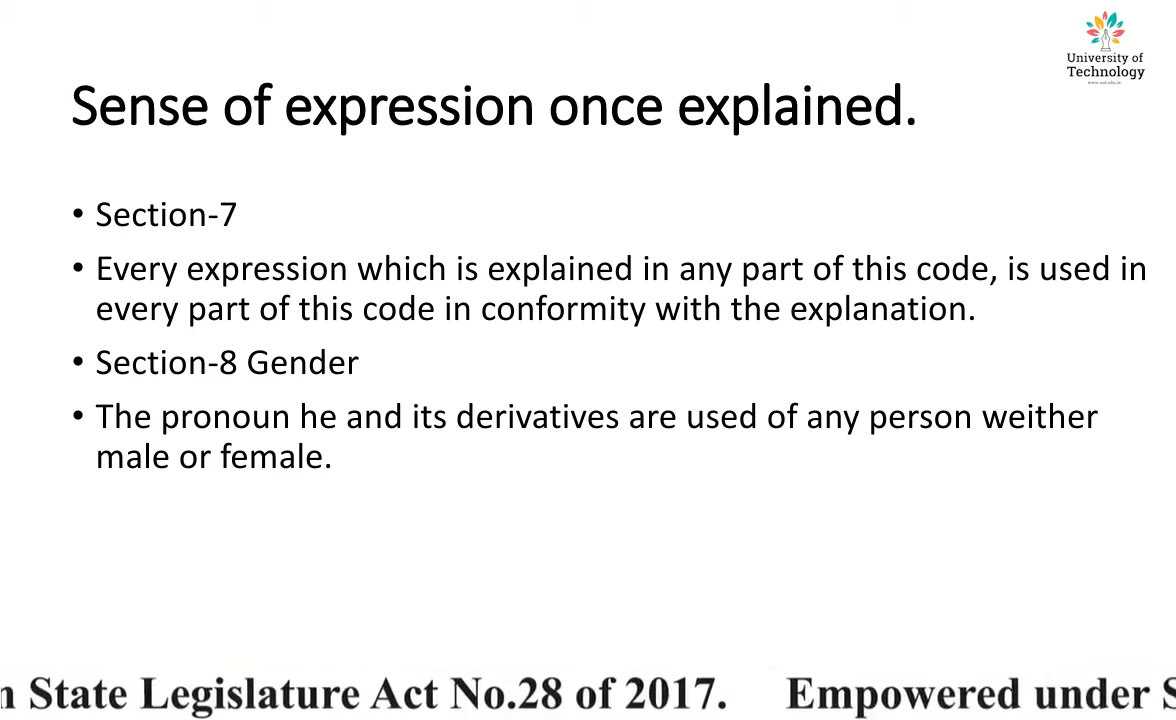 University of
Technology
Sense of expression once explained.
• Section-7
• Every expression which is explained in any part of this code, is used in
every part of this code in conformity with the explanation.
• Section-8 Gender
• The pronoun he and its derivatives are used of any person weither
male or female.
State Legislature Act No.28 of 2017. Empowered under